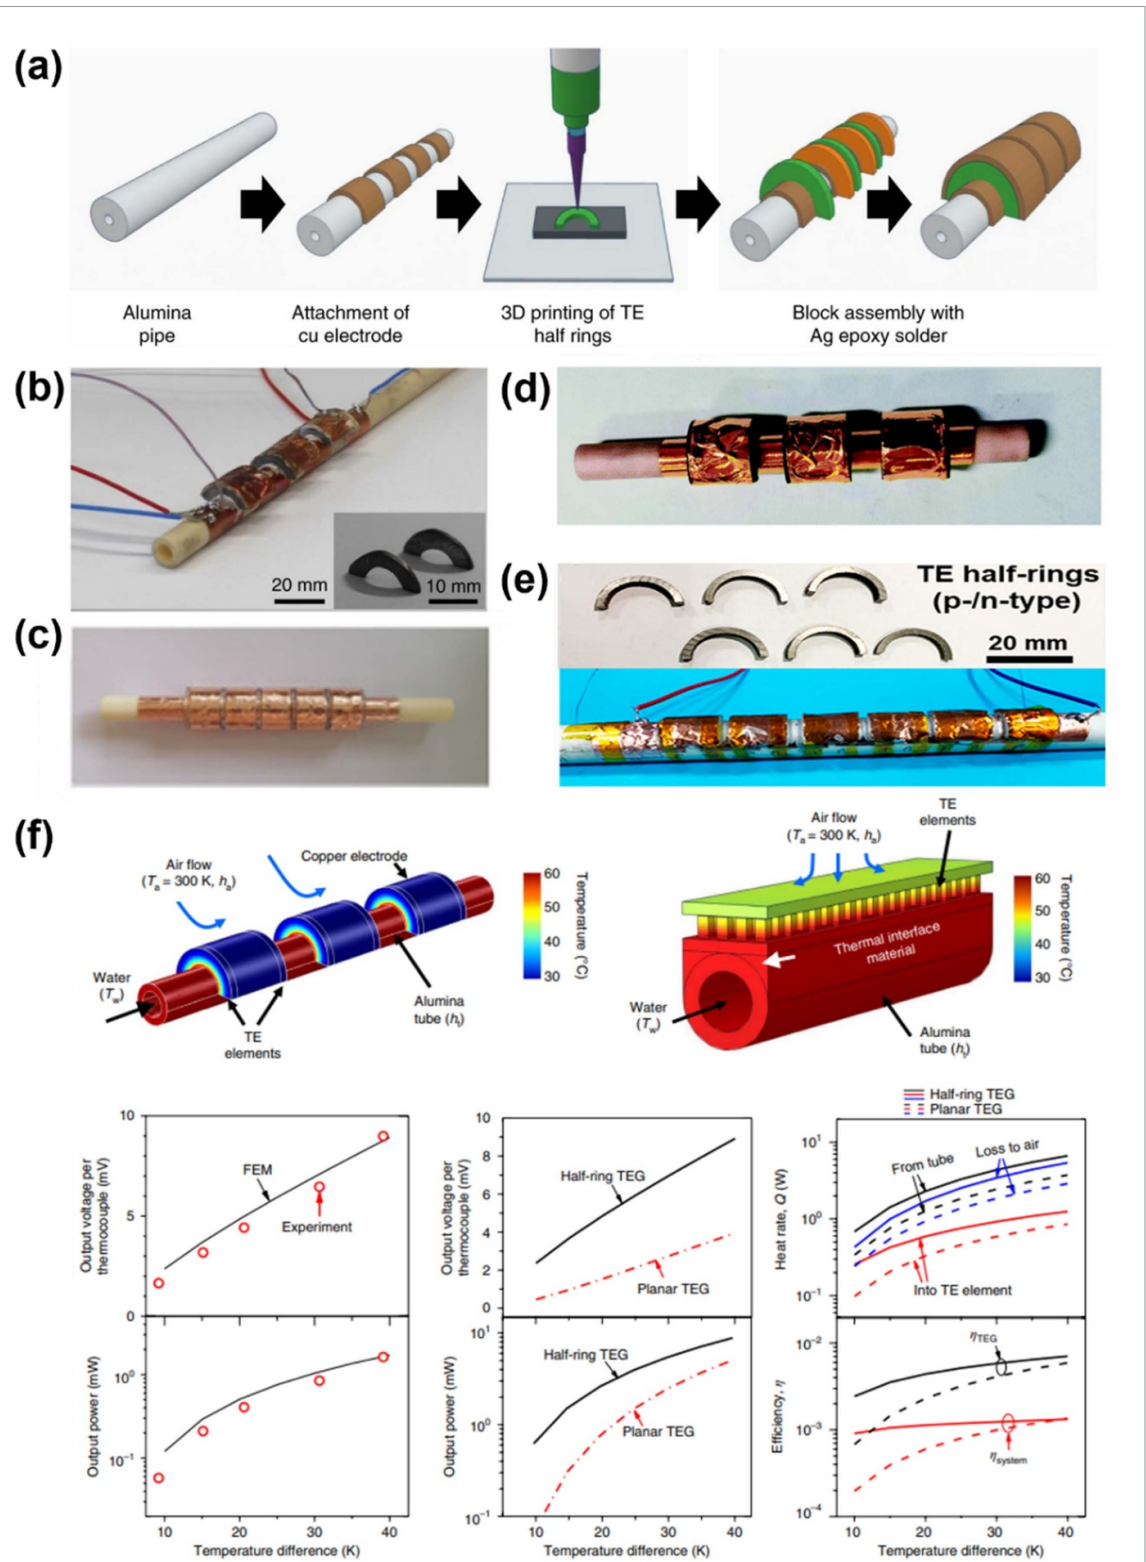 (a)
Alumina
pipe
Attachment of
cu electrode
3D printing of TE
half rings
Block assembly with
Ag epoxy solder
(b)
20 mm
10 mm
(c)
(d)
(e)
TE half-rings
(p-/n-type)
20 mm
(f)
Air flow
(Ta = 300 K, ha)
Copper electrode
Water
(Tw)
TE
elements
Alumina
tube (ht)
60
50
40
30
Temperature (°C)
Air flow
(Ta = 300 K, ha)
TE
elements
Thermal interface
material
Water
(Tw)
Alumina
tube (ht)
60
50
40
30
Temperature (°C)
Output voltage per
thermocouple (mV)
10
5
0
FEM
Experiment
Output power (mW)
10⁰
10⁻¹
10
20
30
40
Temperature difference (K)
Output voltage per
thermocouple (mV)
10
8
6
4
2
0
Half-ring TEG
Planar TEG
Output power (mW)
10¹
10⁰
10⁻¹
Half-ring TEG
Planar TEG
10
20
30
40
Temperature difference (K)
Half-ring TEG
Planar TEG
Heat rate, Q (W)
10¹
10⁰
10⁻¹
From tube
Loss to air
Into TE element
Efficiency, η
10⁻²
10⁻³
10⁻⁴
ηTEG
ηsystem
10
20
30
40
Temperature difference (K)